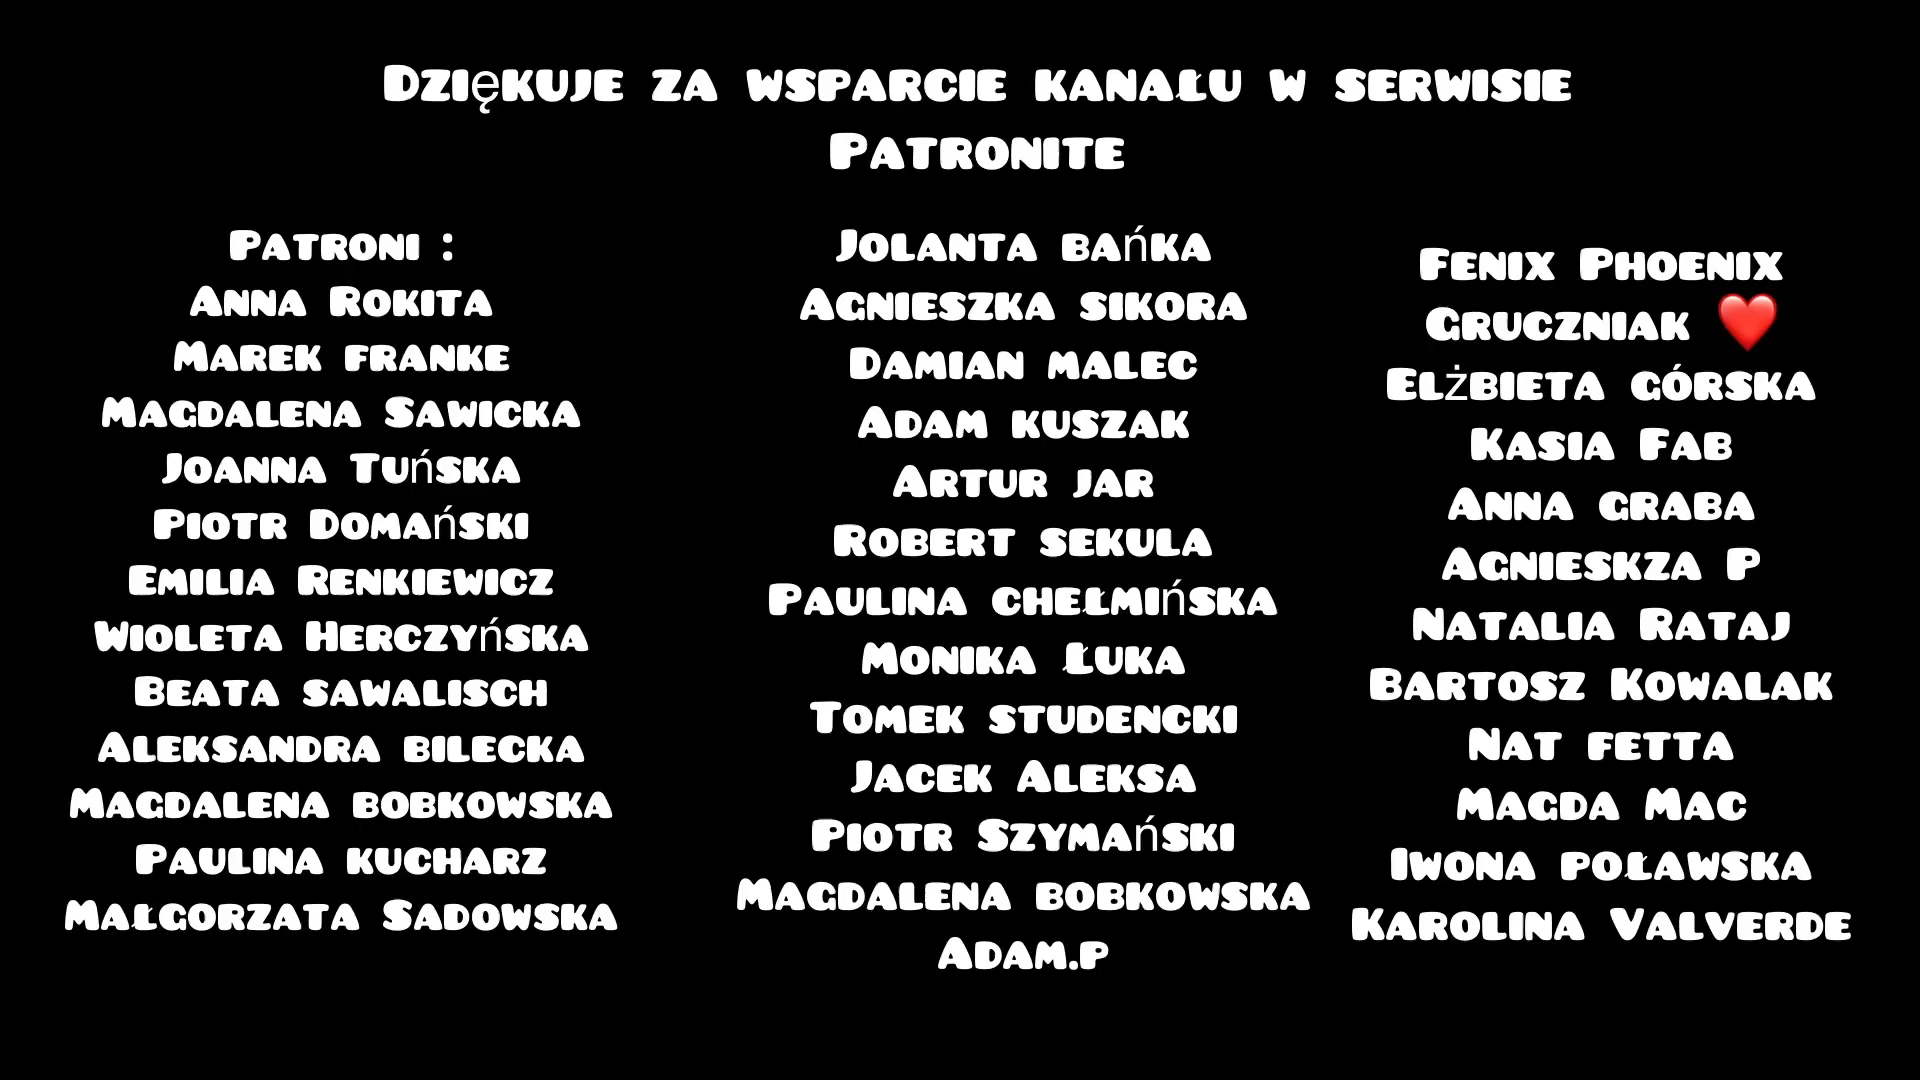 Dziękuje za wsparcie kanału w serwisie
Patronite
Patroni :
Anna Rokita
Marek franke
Magdalena Sawicka
Joanna Tuńska
Piotr Domański
Emilia Renkiewicz
Wioleta Herczyńska
Beata sawalisch
Aleksandra bilecka
Magdalena bobkowska
Paulina kucharz
Małgorzata Sadowska
Jolanta bańka
Agnieszka sikora
Damian malec
Adam kuszak
Artur jar
Robert sekula
Paulina chełmińska
Monika Łuka
Tomek studencki
Jacek Aleksa
Piotr Szymański
Magdalena bobkowska
Adam.p
Fenix Phoenix
Gruczniak ❤️
Elżbieta górska
Kasia Fab
Anna graba
Agnieskza P
Natalia Rataj
Bartosz Kowalak
Nat fetta
Magda Mac
Iwona poławska
Karolina Valverde